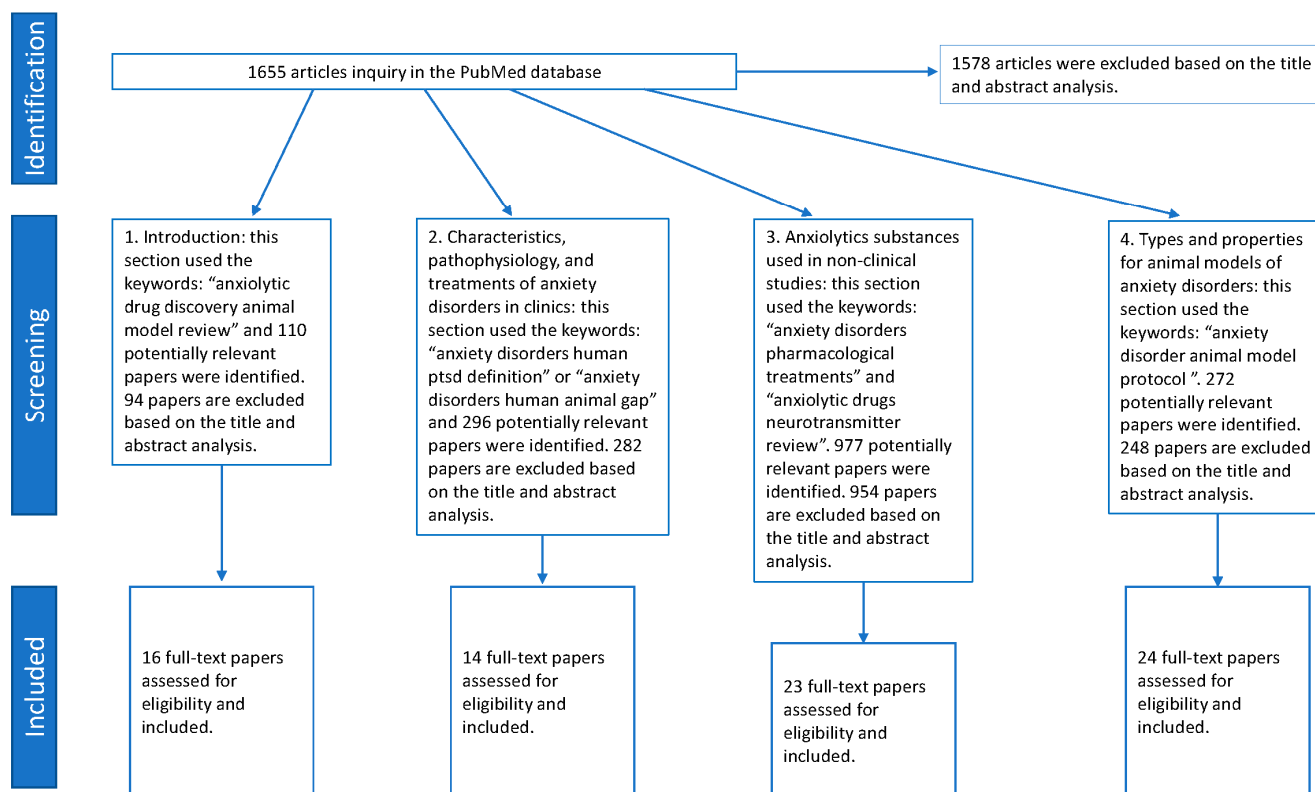 Identification
1655 articles inquiry in the PubMed database
1578 articles were excluded based on the title
and abstract analysis.
Screening
1. Introduction: this
section used the
keywords: “anxiolytic
drug discovery animal
model review” and 110
potentially relevant
papers were identified.
94 papers are excluded
based on the title and
abstract analysis.
2. Characteristics,
pathophysiology, and
treatments of anxiety
disorders in clinics: this
section used the keywords:
“anxiety disorders human
ptsd definition” or “anxiety
disorders human animal gap”
and 296 potentially relevant
papers were identified. 282
papers are excluded based
on the title and abstract
analysis.
3. Anxiolytics substances
used in non-clinical
studies: this section
used the keywords:
“anxiety disorders
pharmacological
treatments” and
“anxiolytic drugs
neurotransmitter
review”. 977 potentially
relevant papers were
identified. 954 papers
are excluded based on
the title and abstract
analysis.
4. Types and properties
for animal models of
anxiety disorders: this
section used the
keywords: “anxiety
disorder animal model
protocol ”. 272
potentially relevant
papers were identified.
248 papers are excluded
based on the title and
abstract analysis.
Included
16 full-text papers
assessed for
eligibility and
included.
14 full-text papers
assessed for
eligibility and
included.
23 full-text papers
assessed for
eligibility and
included.
24 full-text papers
assessed for
eligibility and
included.